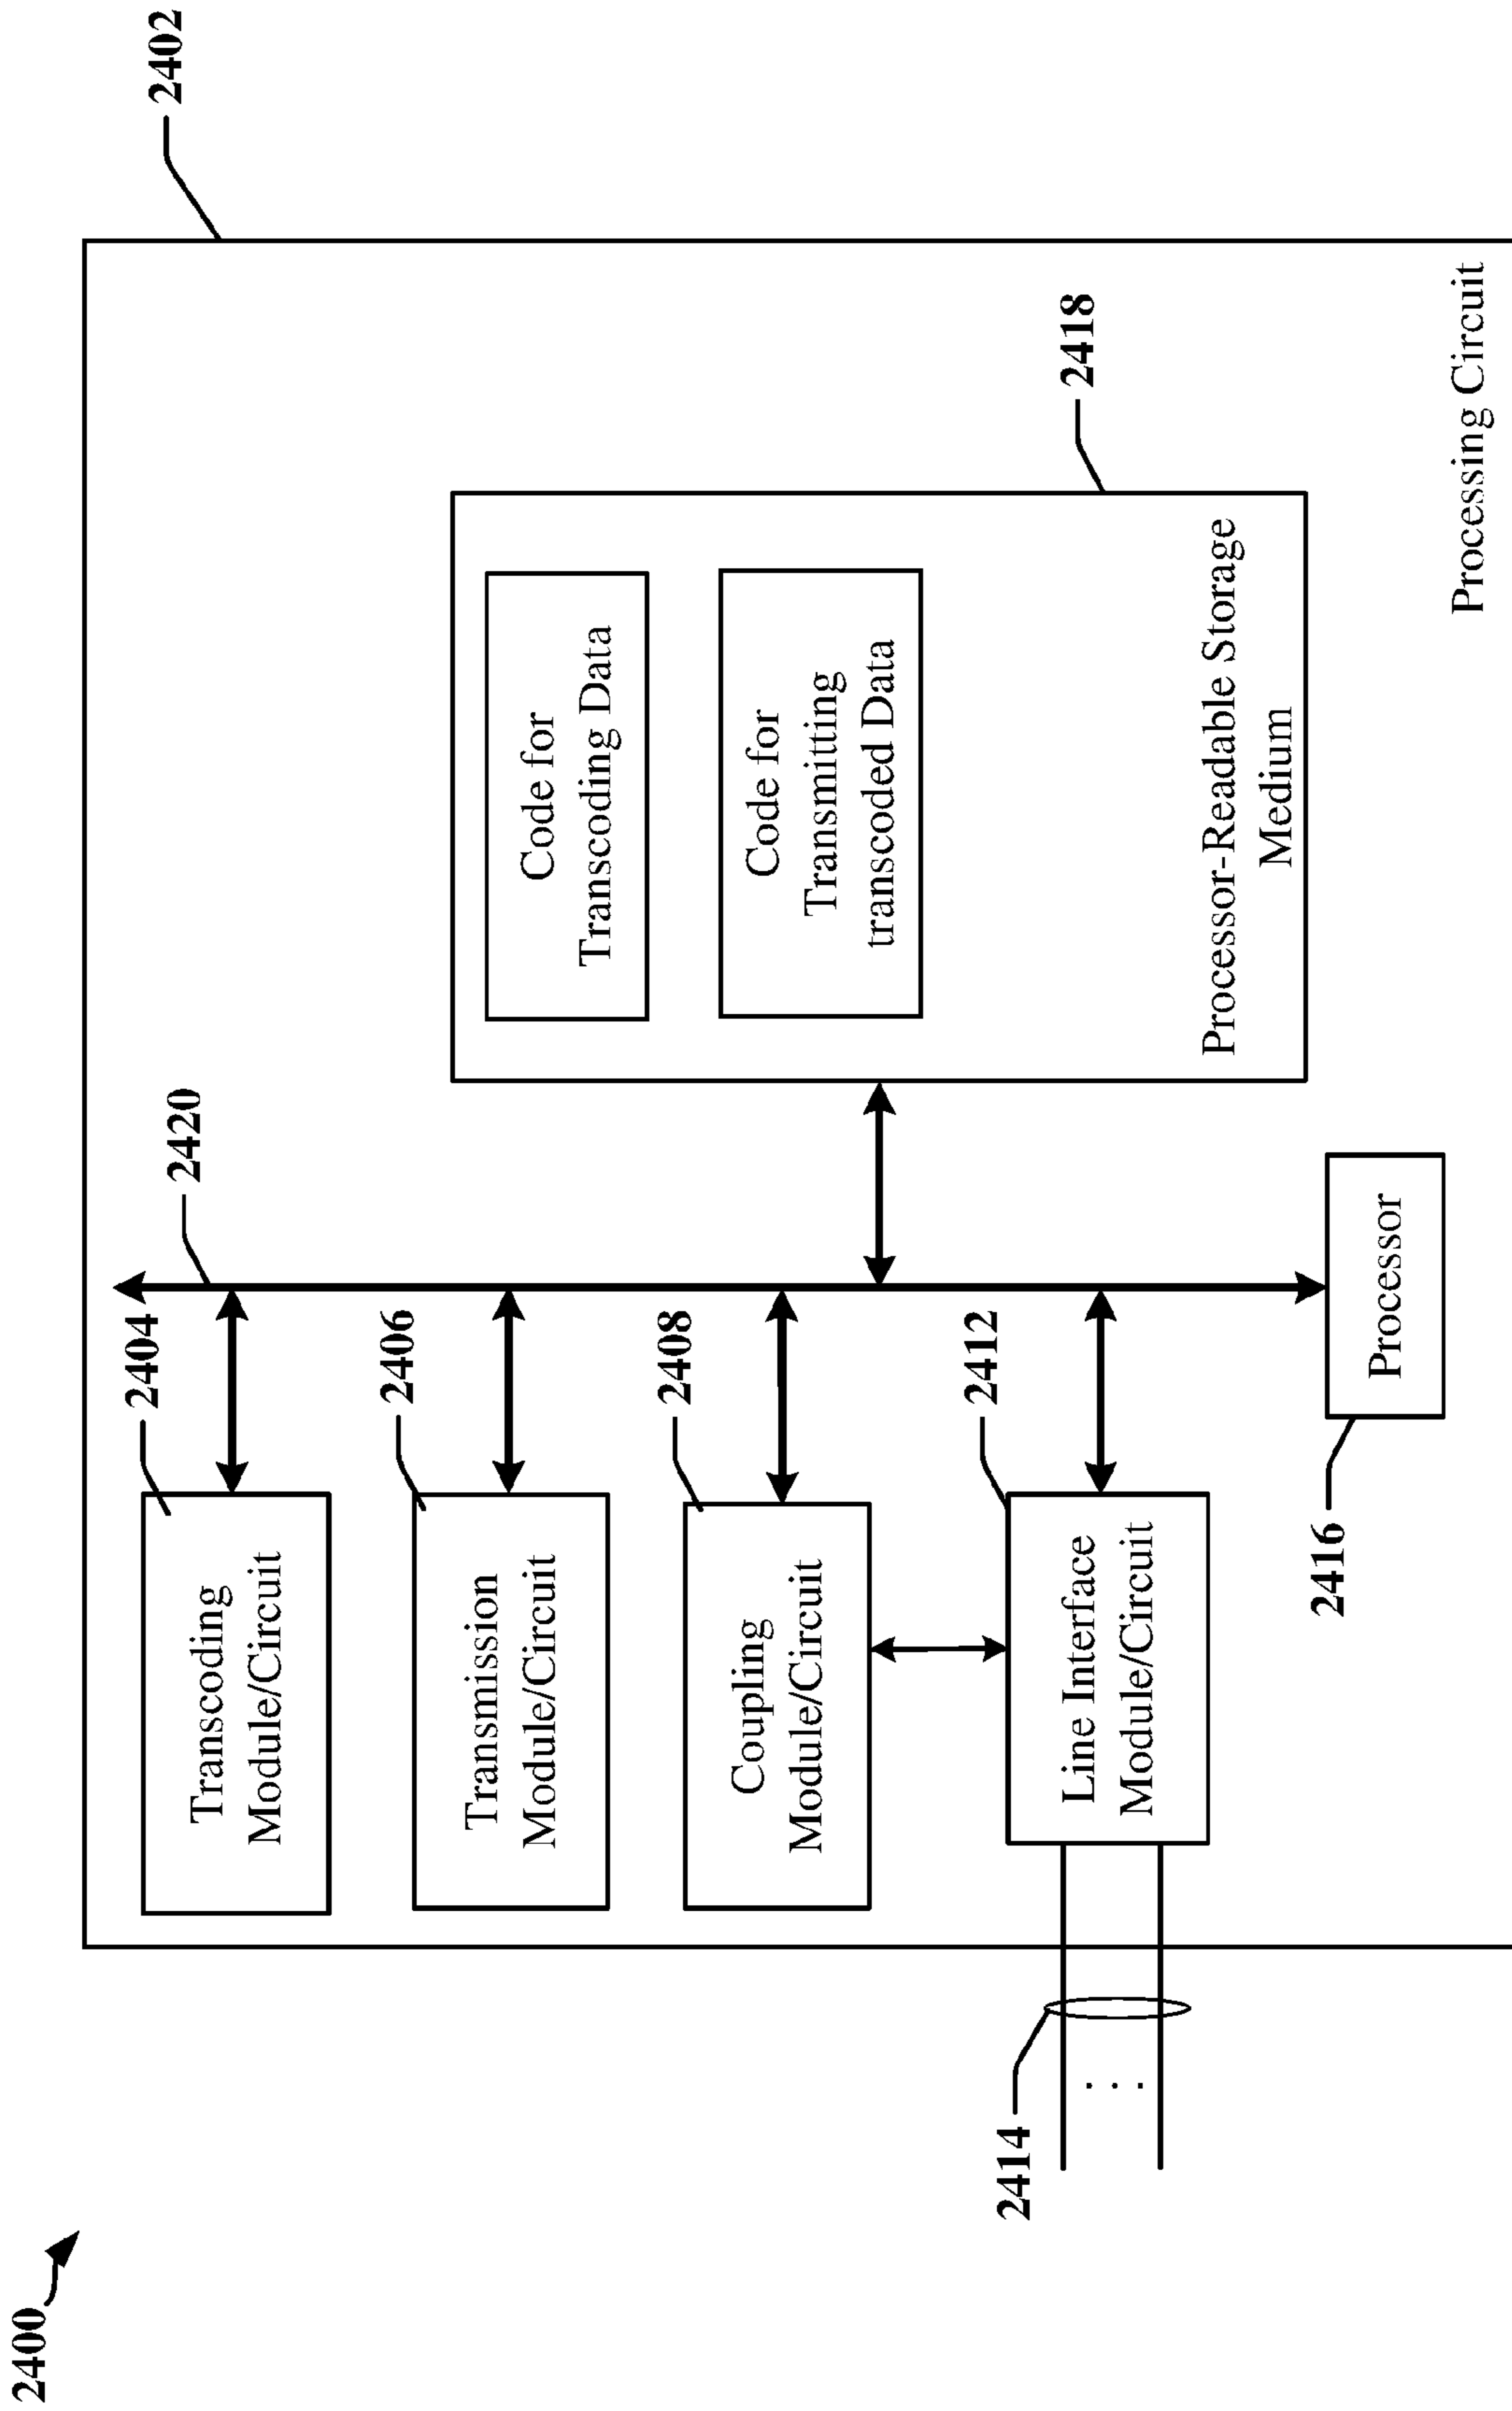 2400
2402
2420
2404
Transcoding
Module/Circuit
2406
Transmission
Module/Circuit
2408
Coupling
Module/Circuit
2412
Line Interface
Module/Circuit
2414
. . .
2416
Processor
2418
Code for
Transcoding Data
Code for
Transmitting
transcoded Data
Processor-Readable Storage
Medium
Processing Circuit